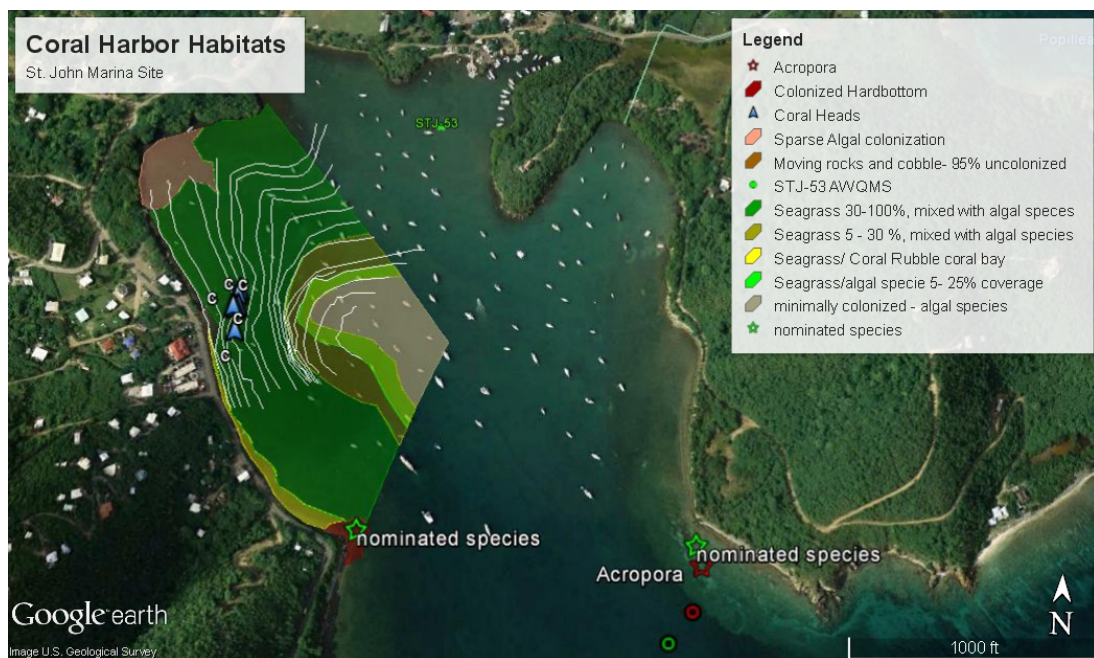 Coral Harbor Habitats
St. John Marina Site
Legend
Acropora
Colonized Hardbottom
Coral Heads
Sparse Algal colonization
Moving rocks and cobble- 95% uncolonized
STJ-53 AWQMS
Seagrass 30-100%, mixed with algal speces
Seagrass 5 - 30 %, mixed with algal species
Seagrass/ Coral Rubble coral bay
Seagrass/algal specie 5- 25% coverage
minimally colonized - algal species
nominated species
STJ-53
C
C
C
C
C
nominated species
nominated species
Acropora
Google earth
Image U.S. Geological Survey
N
1000 ft